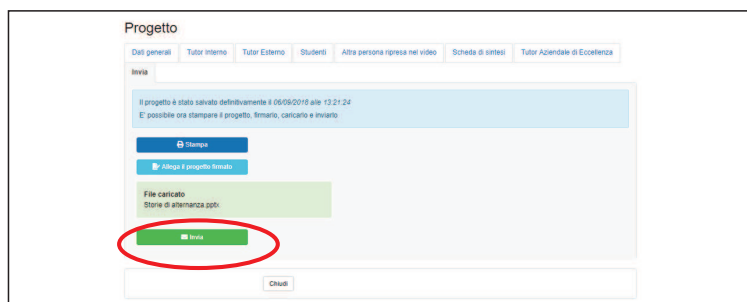 Progetto
Dati generali Tutor Interno Tutor Esterno Studenti Altra persona ripresa nel video Scheda di sintesi Tutor Aziendale di Eccellenza
Invia
Il progetto è stato salvato definitivamente il 06/09/2018 alle 13:21:24
E' possibile ora stampare il progetto, firmarlo, caricarlo e inviarlo
Stampa
Allega il progetto firmato
File caricato
Storie di alternanza.pptx
Invia
Chiudi